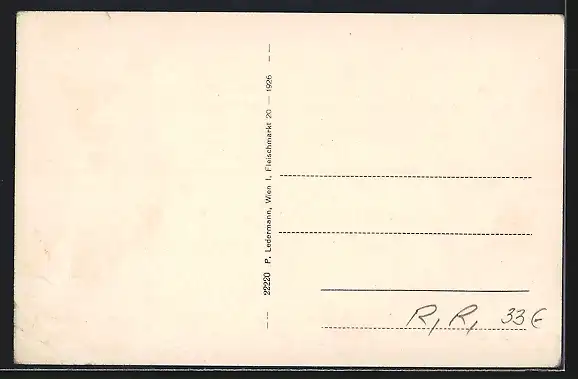 22220 P. Ledermann, Wien I, Fleischmarkt 20 — 1926
R, R, 33€